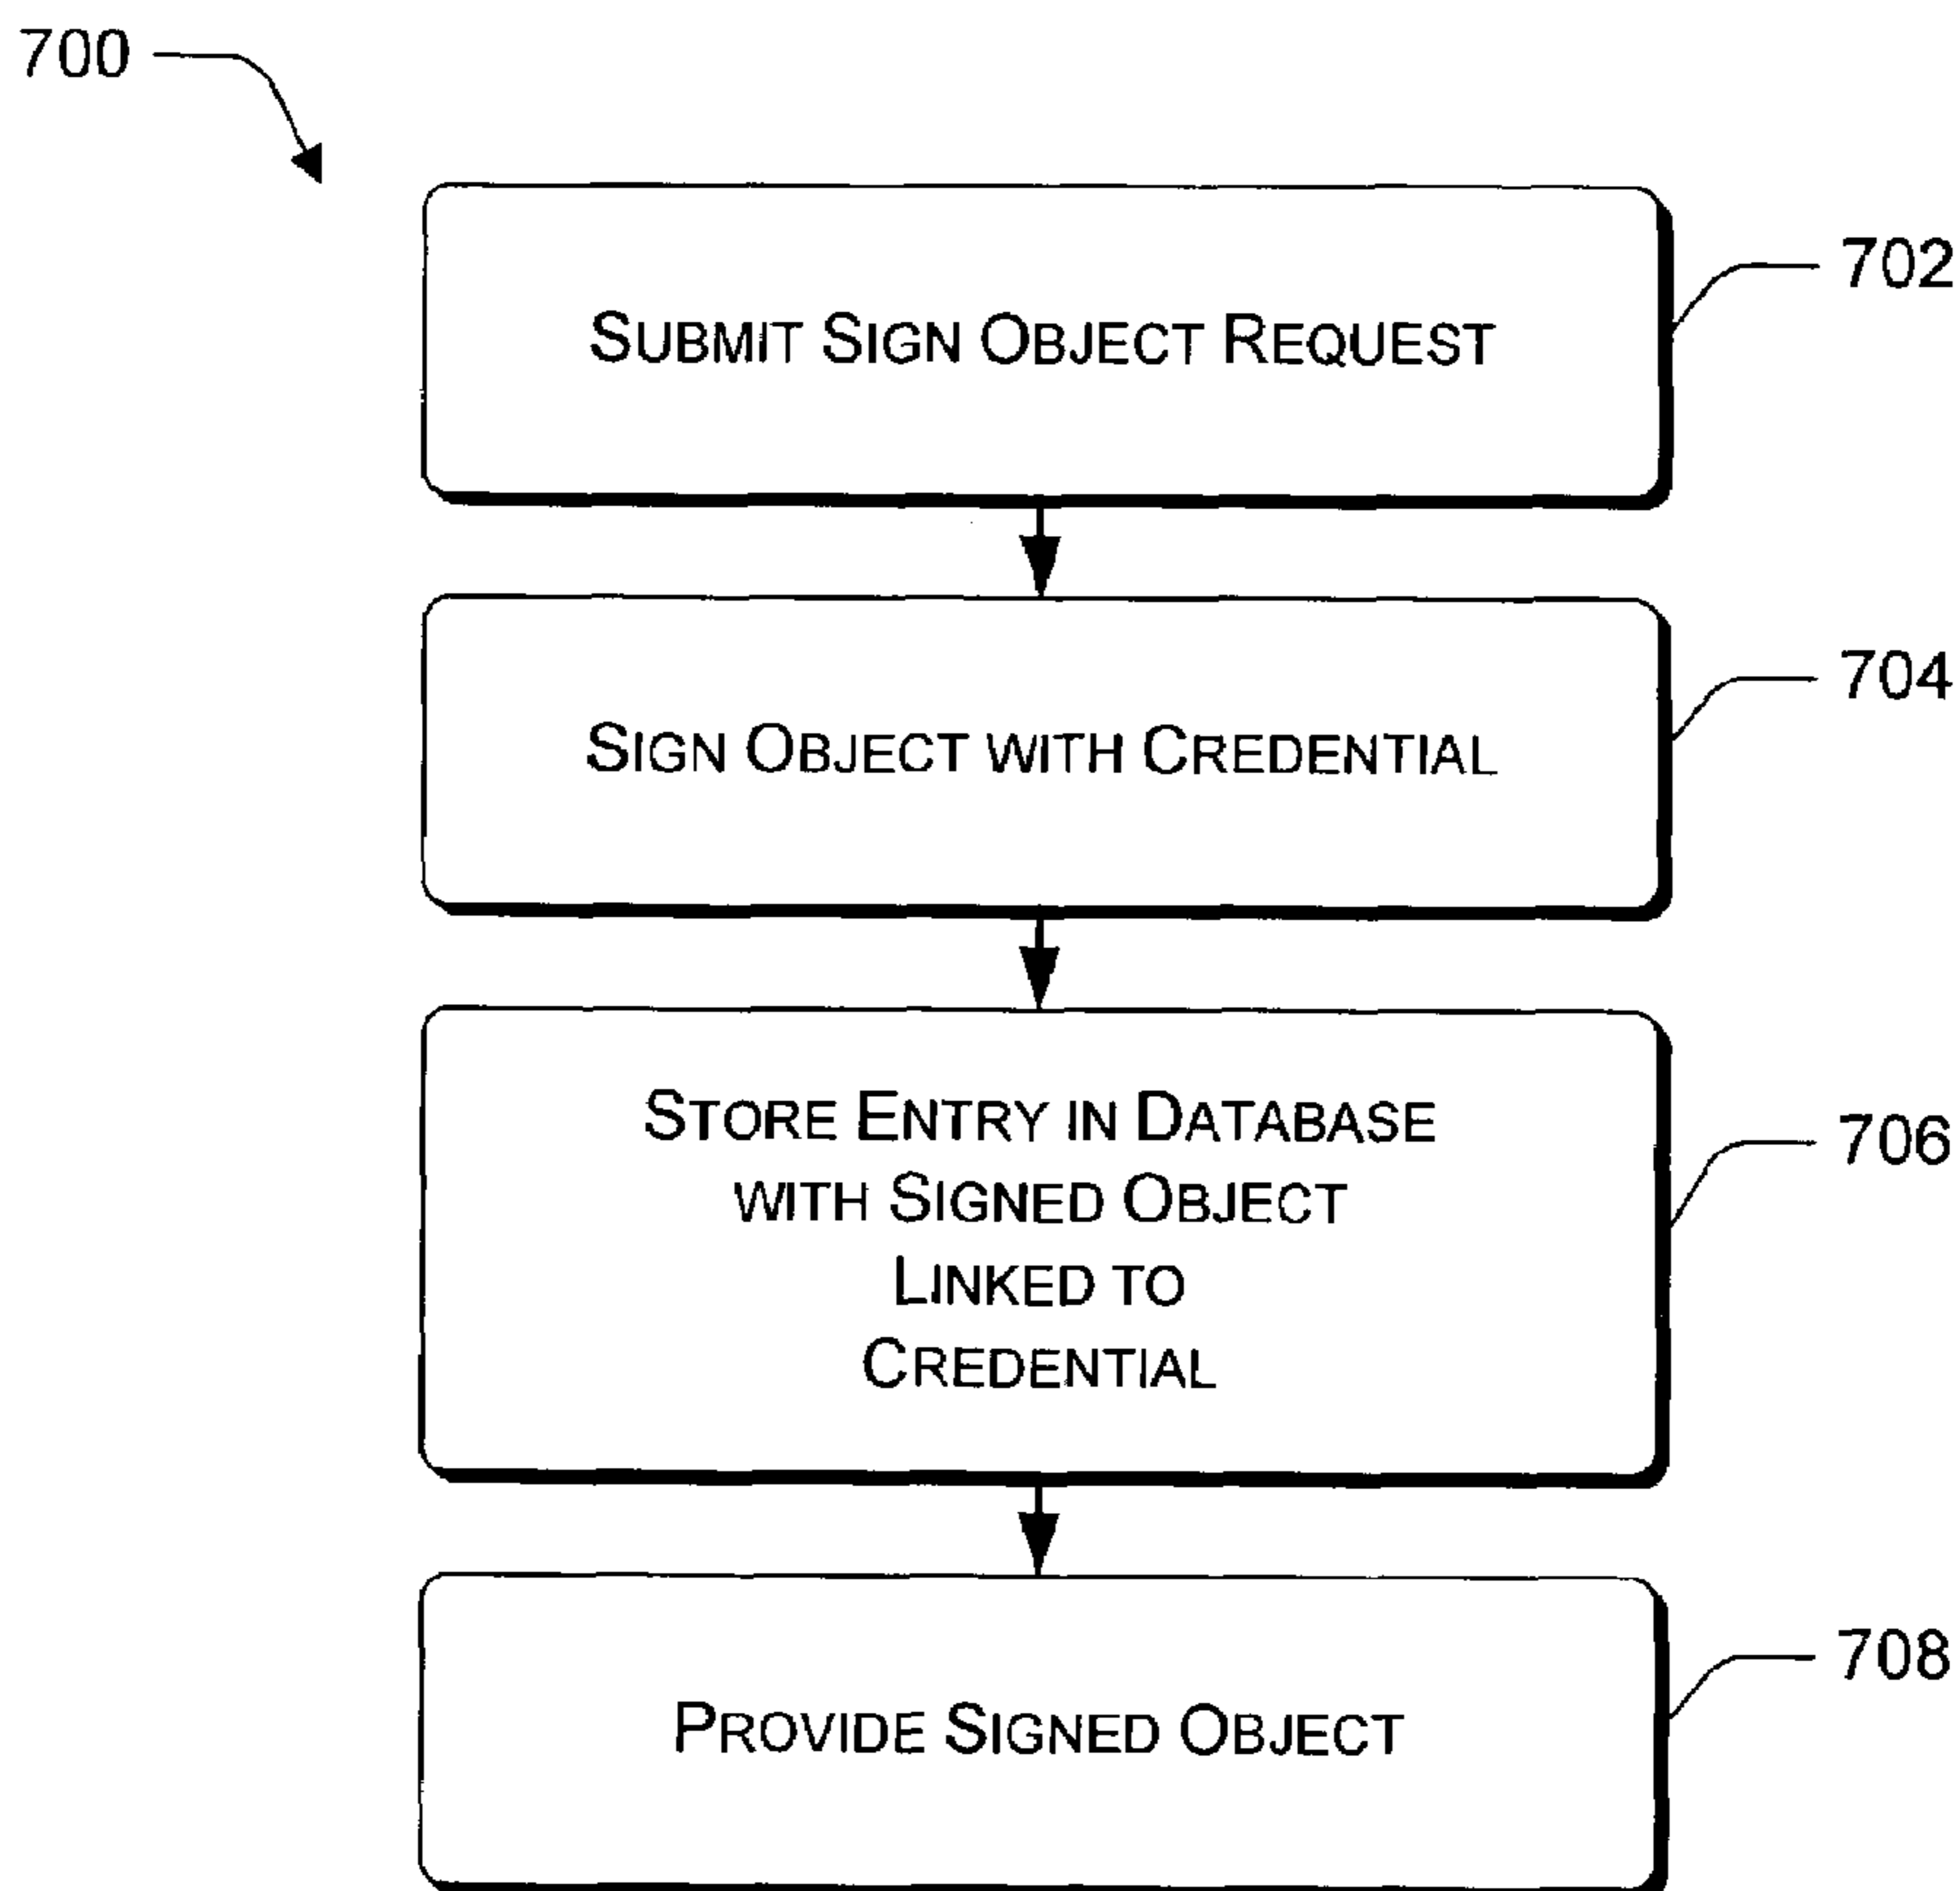 700
SUBMIT SIGN OBJECT REQUEST
702
SIGN OBJECT WITH CREDENTIAL
704
STORE ENTRY IN DATABASE
WITH SIGNED OBJECT
LINKED TO
CREDENTIAL
706
PROVIDE SIGNED OBJECT
708